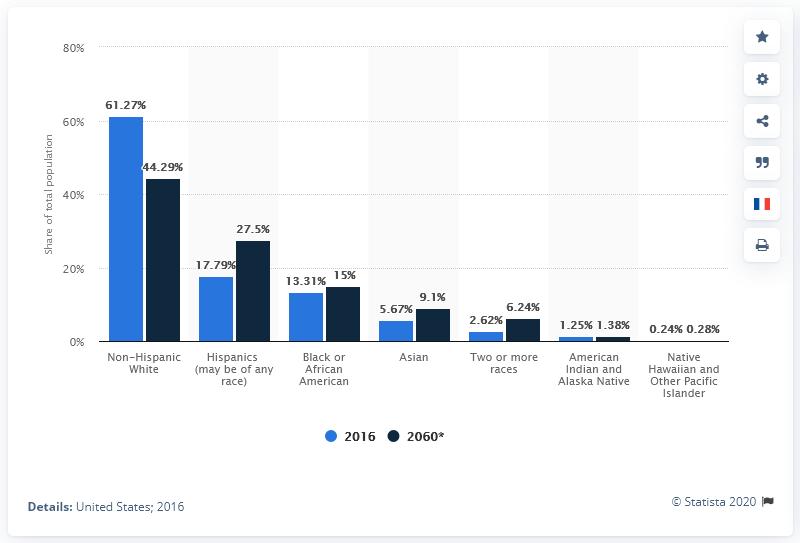 80%
60%
40%
20%
0%
Share of total population
61.27%
44.29%
17.79%
27.5%
13.31%
15%
5.67%
9.1%
2.62%
6.24%
1.25%
1.38%
0.24%
0.28%
Non-Hispanic
White
Hispanics
(may be of any
race)
Black or
African
American
Asian
Two or more
races
American
Indian and
Alaska Native
Native
Hawaiian and
Other Pacific
Islander
2016
2060*
Details: United States; 2016
© Statista 2020